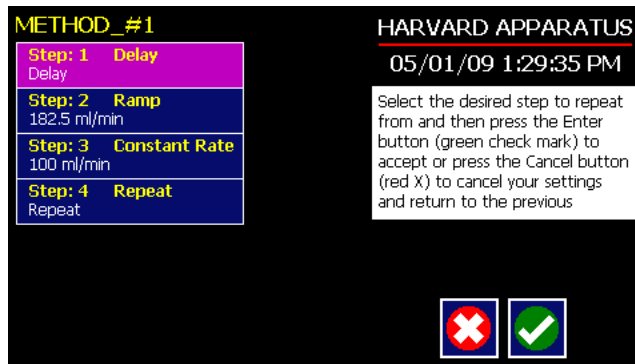 METHOD_#1
Step: 1 Delay
Delay
Step: 2 Ramp
182.5 ml/min
Step: 3 Constant Rate
100 ml/min
Step: 4 Repeat
Repeat
HARVARD APPARATUS
05/01/09 1:29:35 PM
Select the desired step to repeat
from and then press the Enter
button (green check mark) to
accept or press the Cancel button
(red X) to cancel your settings
and return to the previous